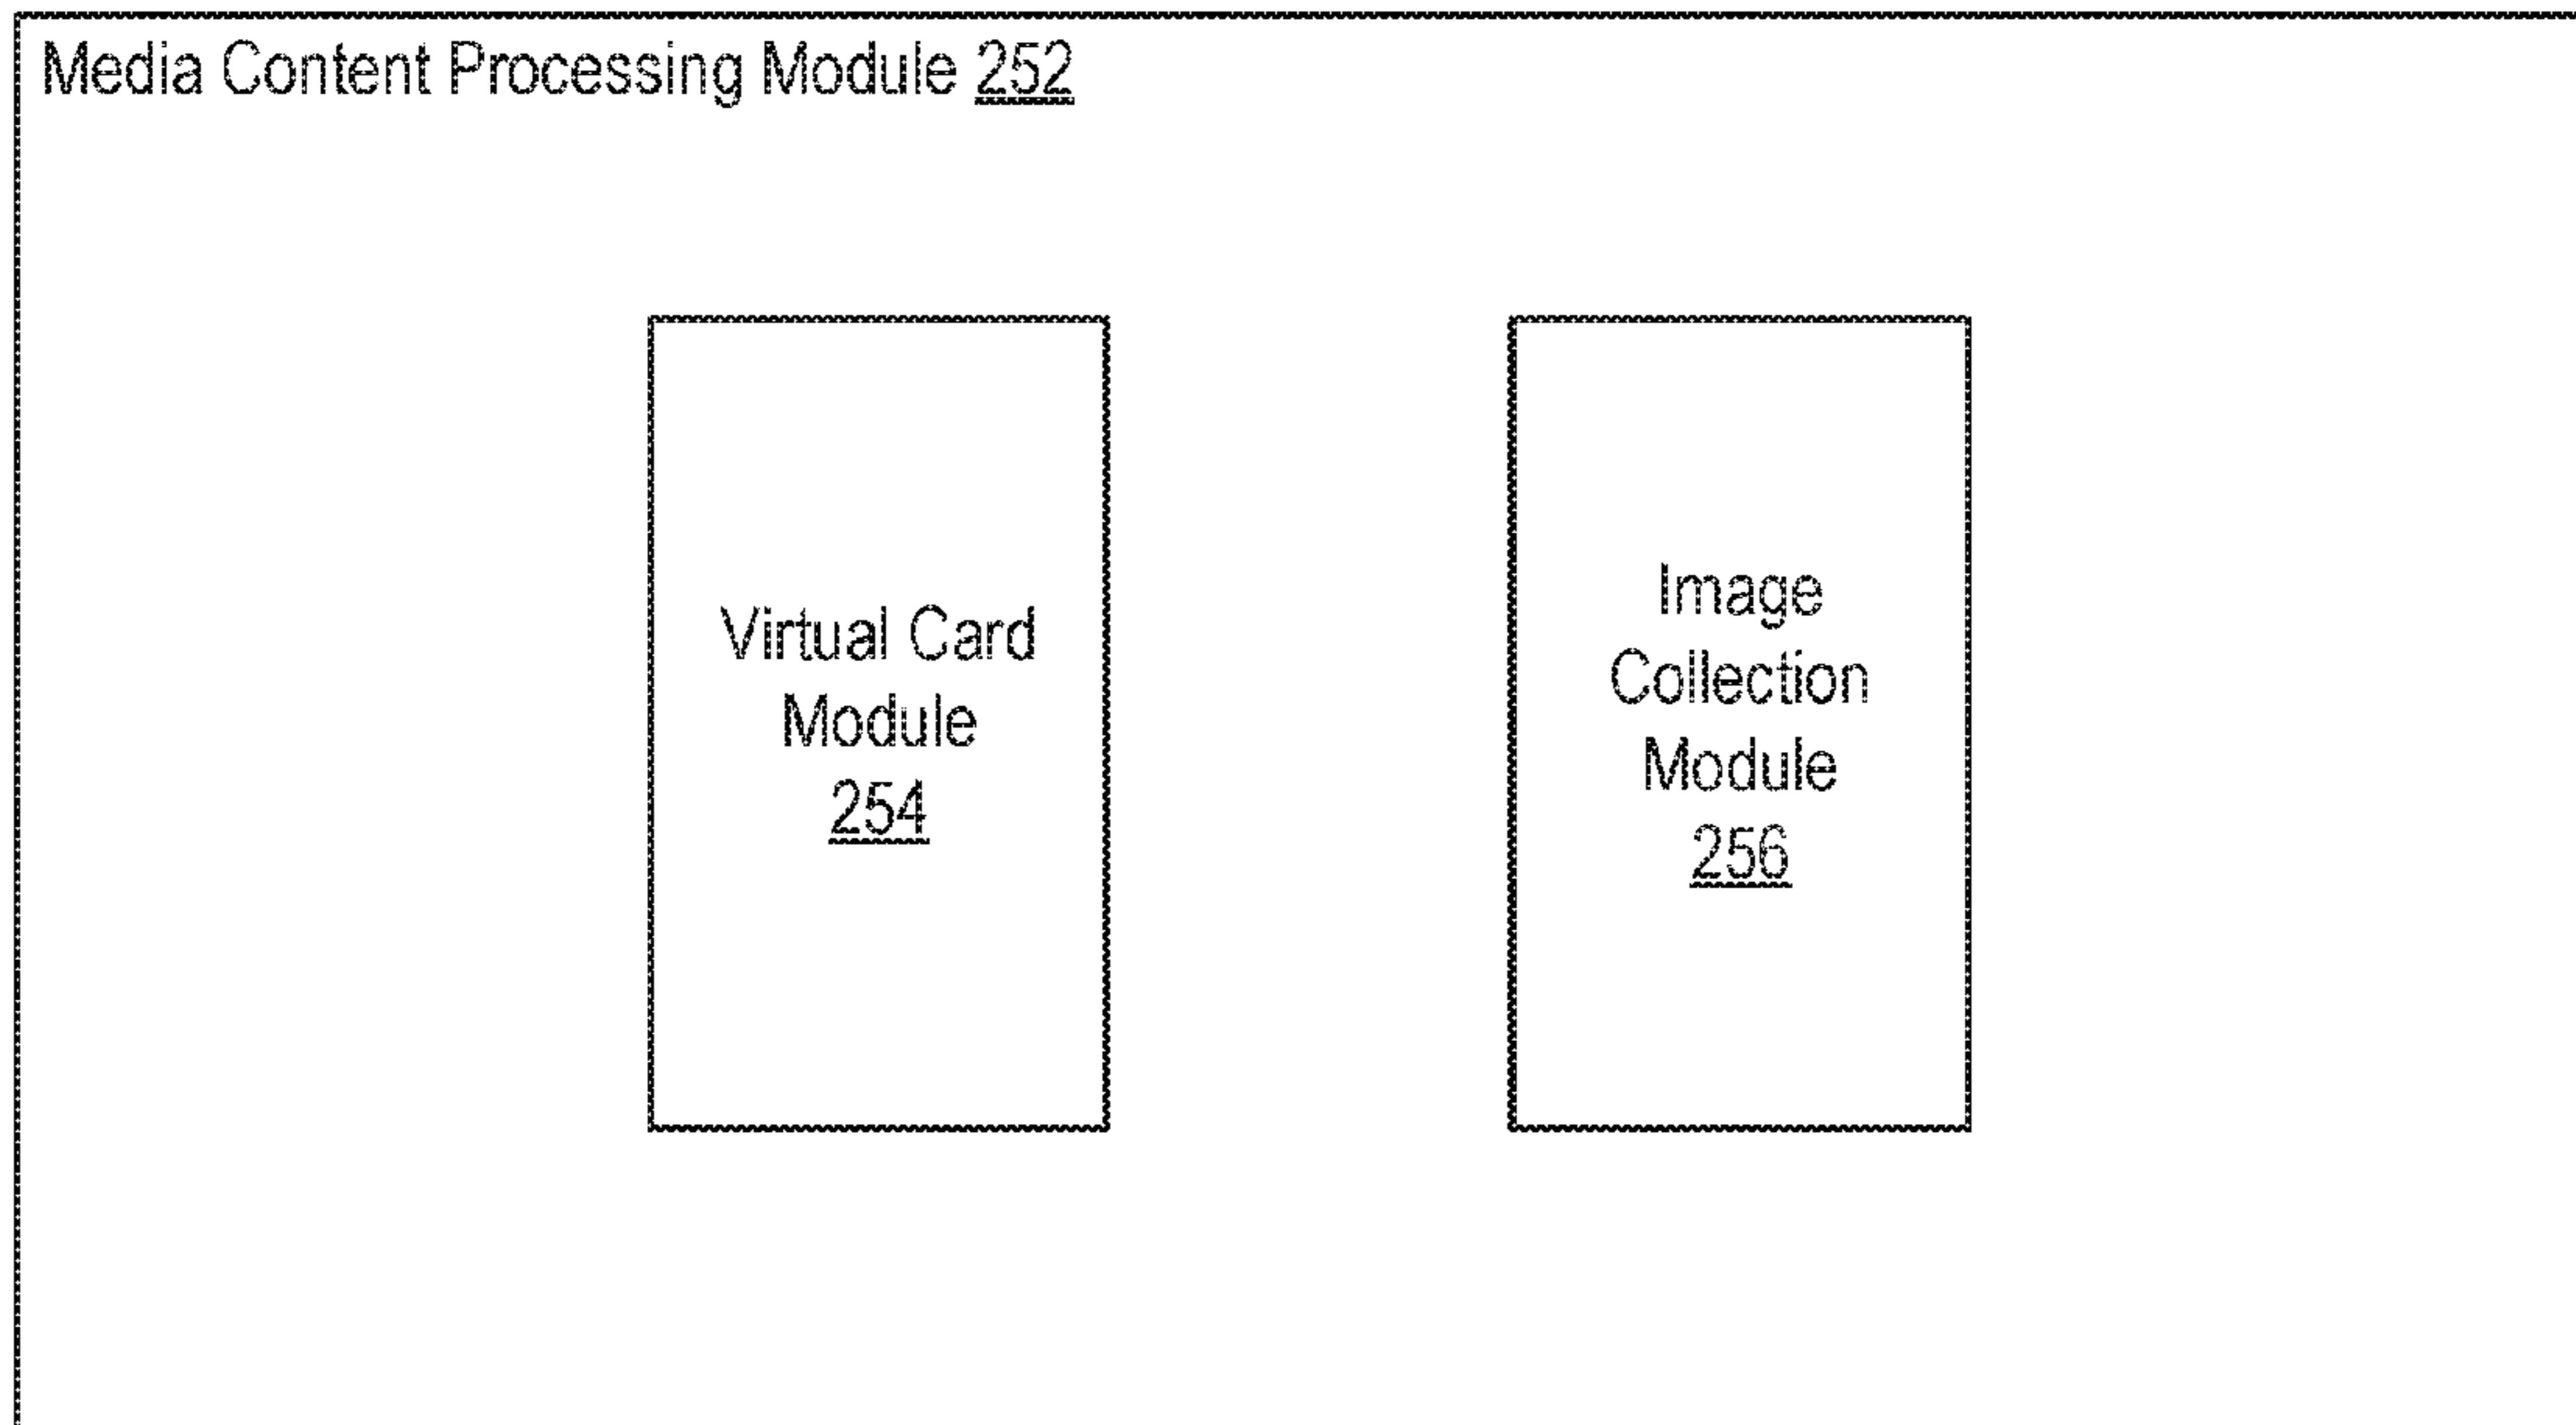 Media Content Processing Module 252
Virtual Card
Module
254
Image
Collection
Module
256